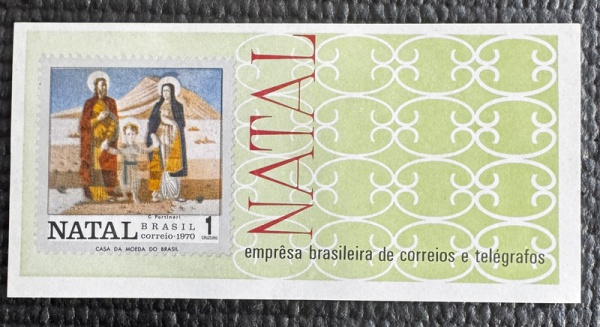 C Portinari
NATAL
BRASIL
correio-1970
1
CRUZEIRO
CASA DA MOEDA DO BRASIL
NATAL
emprêsa brasileira de correios e telégrafos